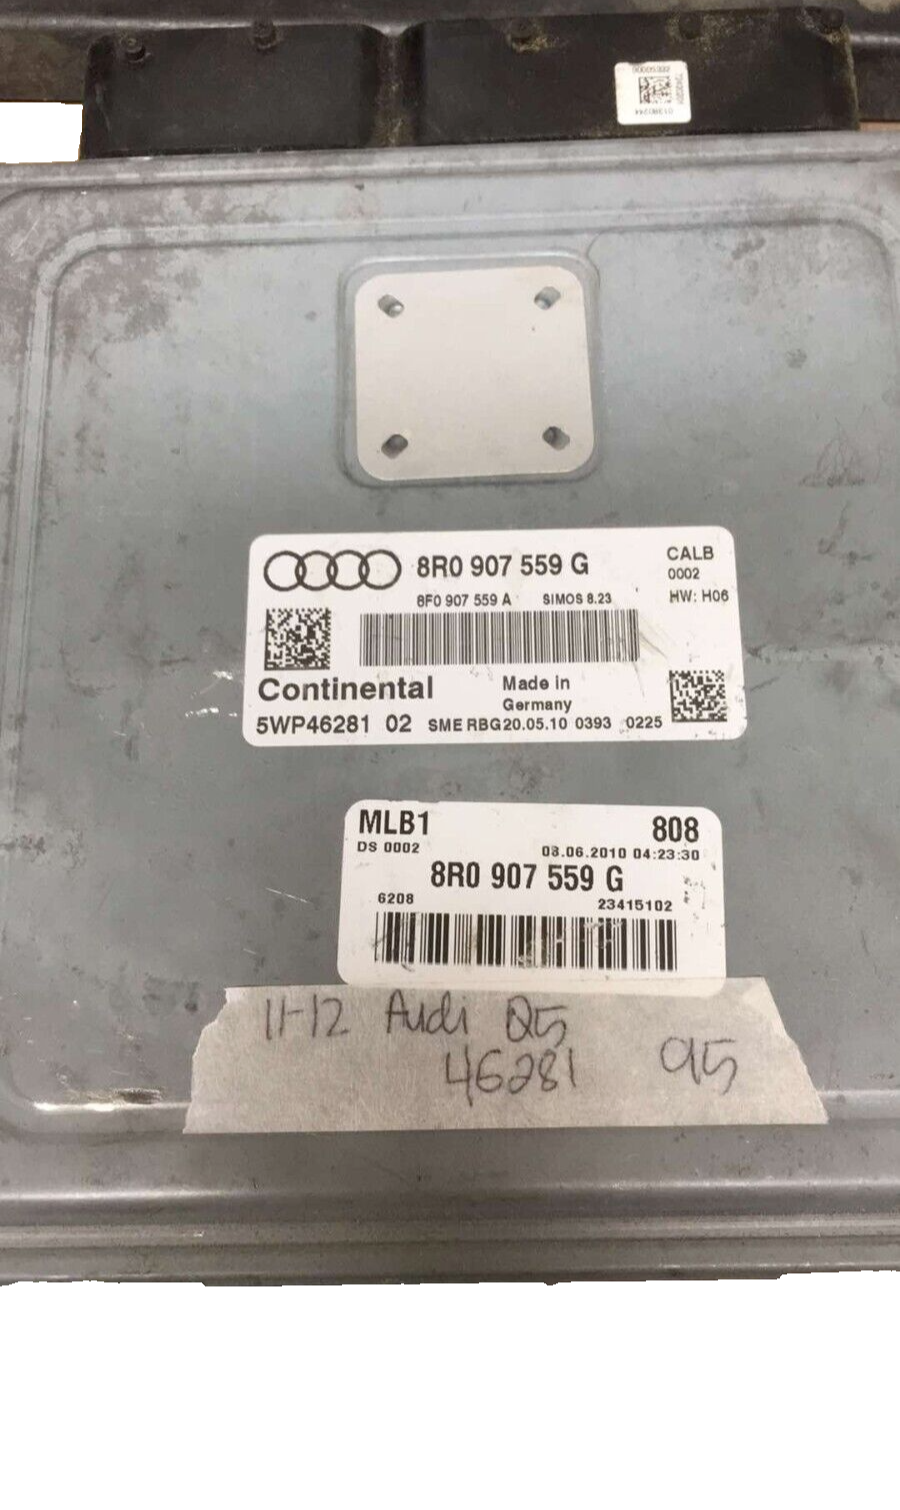 8R0 907 559 G
CALB
0002
8F0 907 559 A SIMOS 8.23
HW: H06
Continental
Made in
Germany
5WP46281 02 SME RBG20.05.10 0393 0225
MLB1
808
DS 0002
03.06.2010 04:23:30
8R0 907 559 G
6208
23415102
11-12 Audi Q5
46281 95